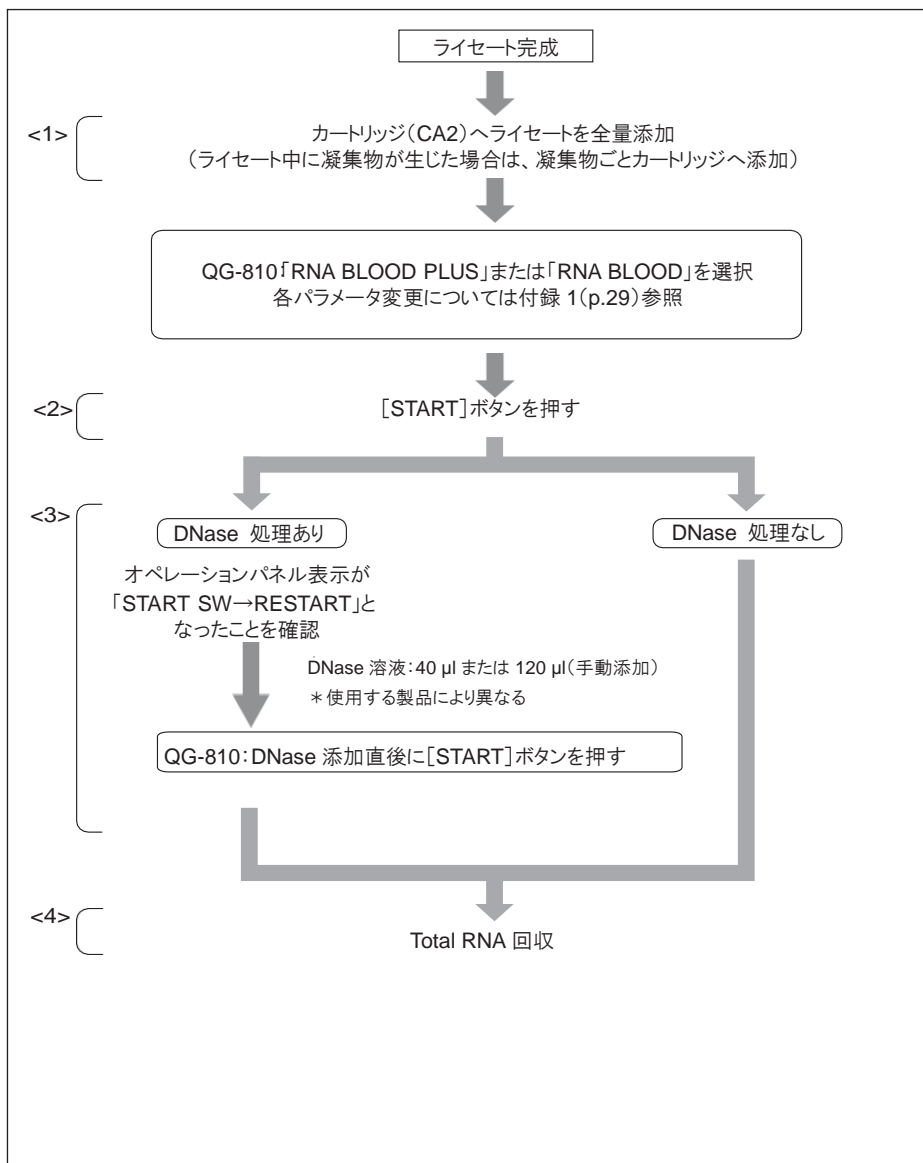 ライセート完成
<1>
カートリッジ（CA2）へライセートを全量添加
（ライセート中に凝集物が生じた場合は、凝集物ごとカートリッジへ添加）
QG-810：「RNA BLOOD PLUS」または「RNA BLOOD」を選択
各パラメータ変更については付録 1（p.29）参照
<2>
［START］ボタンを押す
<3>
DNase 処理あり
DNase 処理なし
オペレーションパネル表示が
「START SW→RESTART」と
なったことを確認
DNase 溶液：40 µl または 120 µl（手動添加）
＊使用する製品により異なる
QG-810：DNase 添加直後に［START］ボタンを押す
<4>
Total RNA 回収